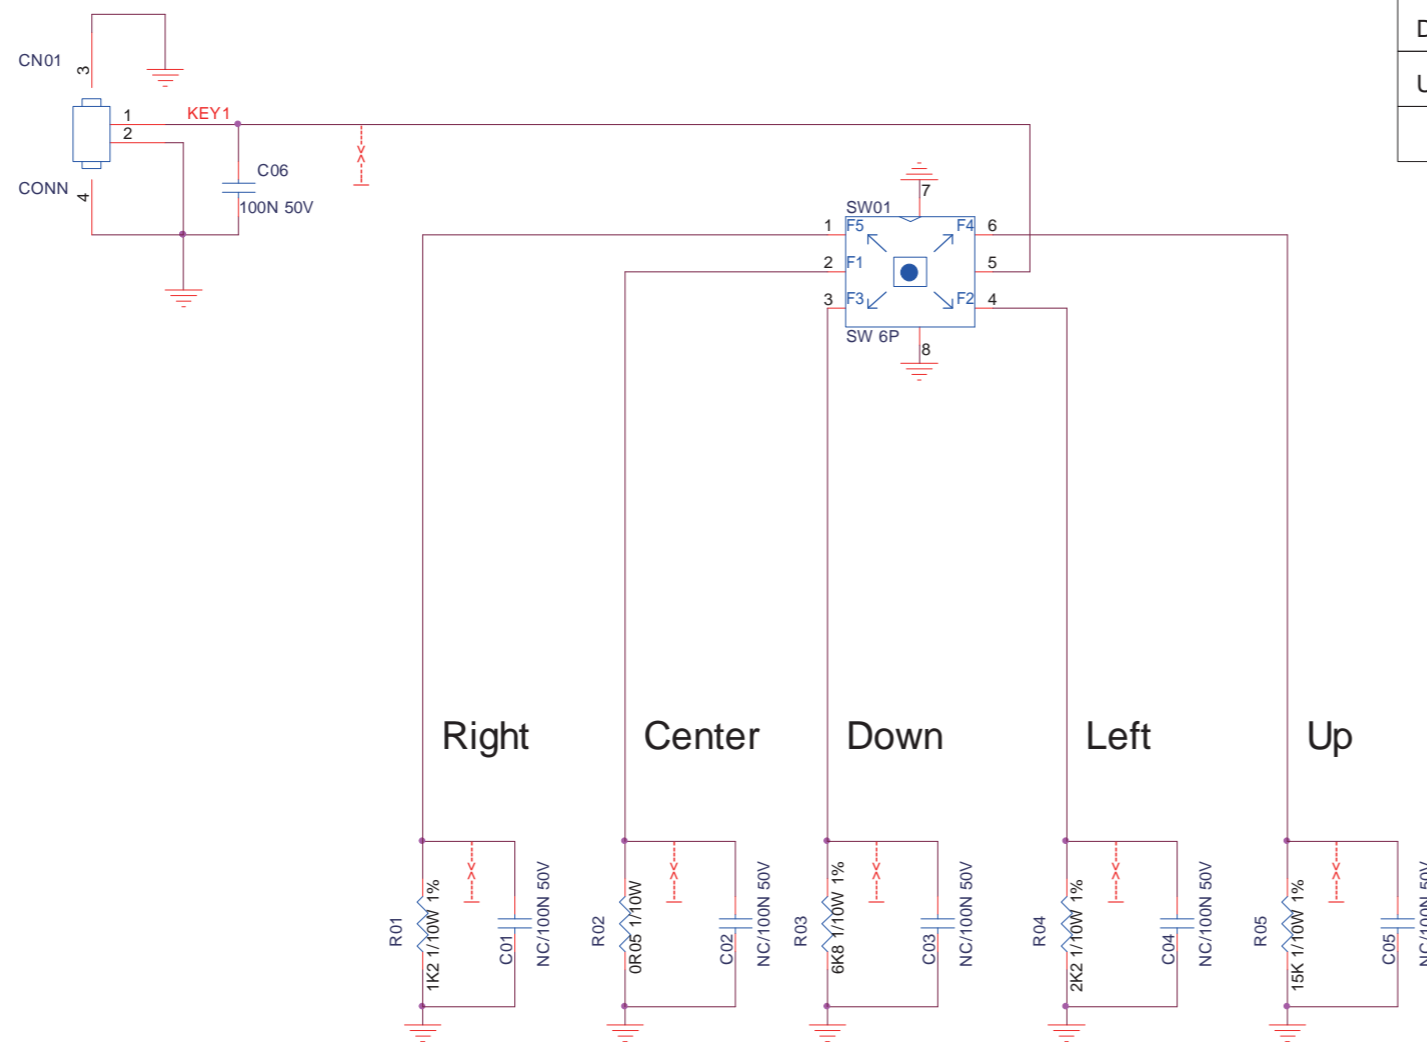 CN01
3
1
2
KEY1
CONN
4
C06
100N 50V
D
U
7
SW01
1
F5
F4
6
2
F1
5
3
F3
F2
4
SW 6P
8
Right
Center
Down
Left
Up
R01
1K2 1/10W 1%
C01
NC/100N 50V
R02
0R05 1/10W
C02
NC/100N 50V
R03
6K8 1/10W 1%
C03
NC/100N 50V
R04
2K2 1/10W 1%
C04
NC/100N 50V
R05
15K 1/10W 1%
C05
NC/100N 50V